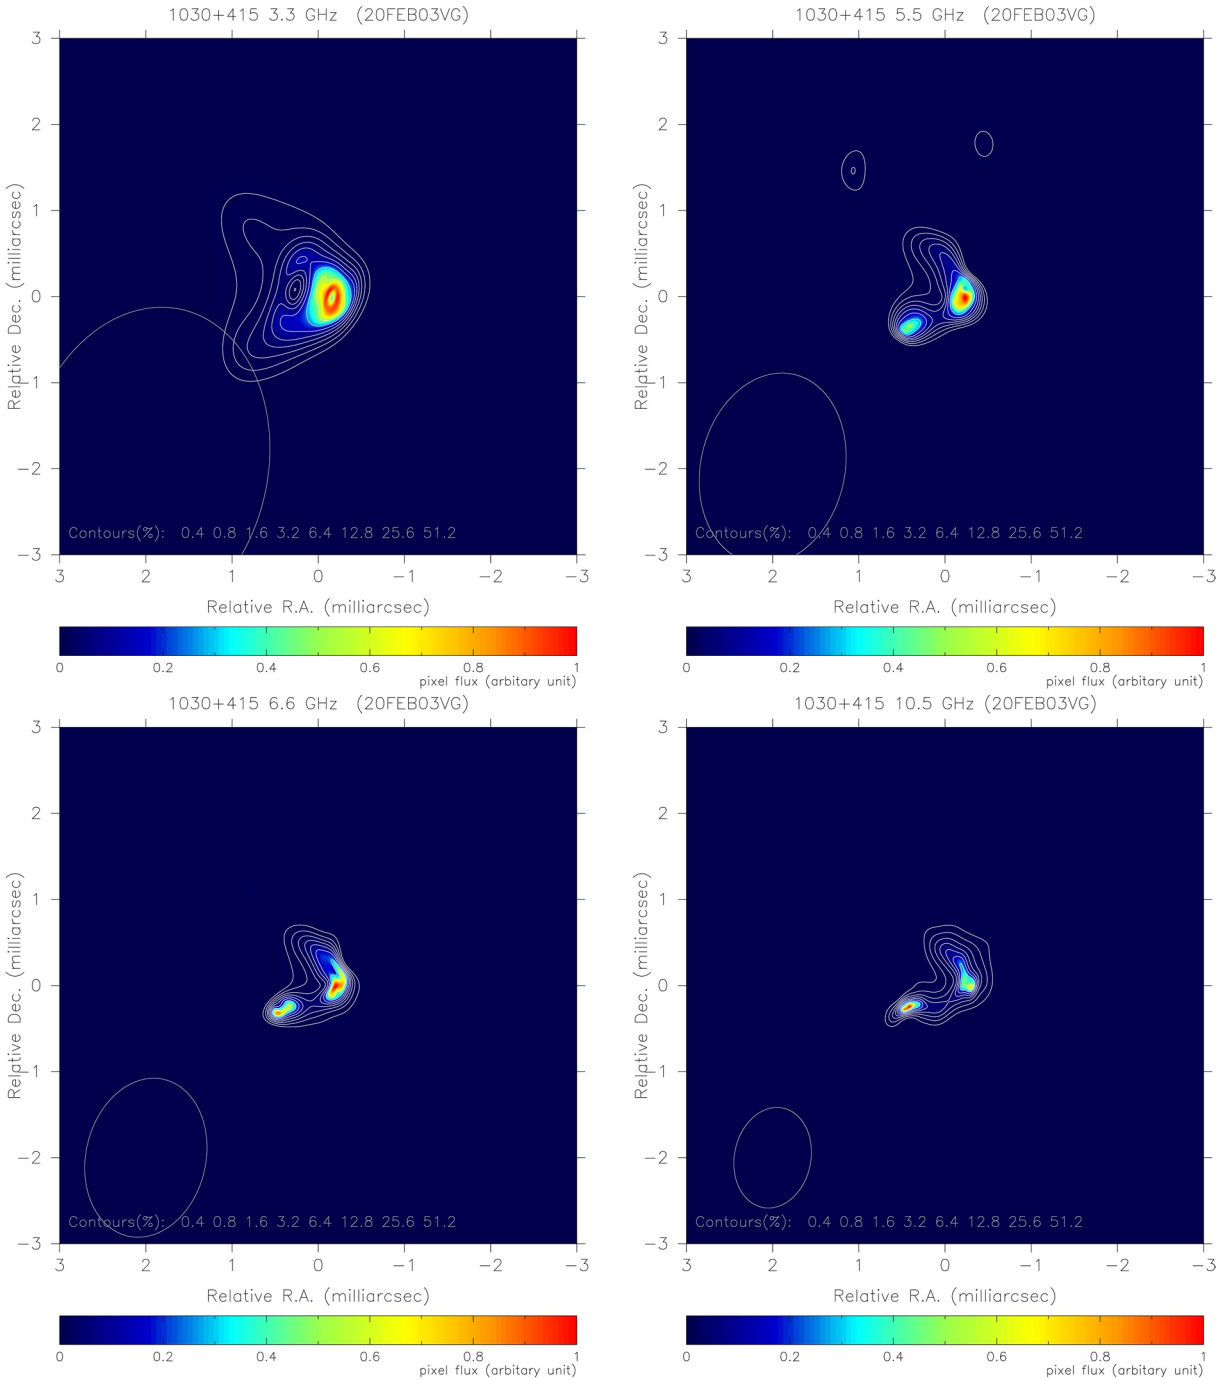 1030+415 3.3 GHz (20FEB03VG)
3
2
1
0
−1
−2
−3
Relative Dec. (milliarcsec)
Contours(%): 0.4 0.8 1.6 3.2 6.4 12.8 25.6 51.2
3 2 1 0 −1 −2 −3
Relative R.A. (milliarcsec)
0 0.2 0.4 0.6 0.8 1
pixel flux (arbitary unit)
1030+415 5.5 GHz (20FEB03VG)
3
2
1
0
−1
−2
−3
Relative Dec. (milliarcsec)
Contours(%): 0.4 0.8 1.6 3.2 6.4 12.8 25.6 51.2
3 2 1 0 −1 −2 −3
Relative R.A. (milliarcsec)
0 0.2 0.4 0.6 0.8 1
pixel flux (arbitary unit)
1030+415 6.6 GHz (20FEB03VG)
3
2
1
0
−1
−2
−3
Relative Dec. (milliarcsec)
Contours(%): 0.4 0.8 1.6 3.2 6.4 12.8 25.6 51.2
3 2 1 0 −1 −2 −3
Relative R.A. (milliarcsec)
0 0.2 0.4 0.6 0.8 1
pixel flux (arbitary unit)
1030+415 10.5 GHz (20FEB03VG)
3
2
1
0
−1
−2
−3
Relative Dec. (milliarcsec)
Contours(%): 0.4 0.8 1.6 3.2 6.4 12.8 25.6 51.2
3 2 1 0 −1 −2 −3
Relative R.A. (milliarcsec)
0 0.2 0.4 0.6 0.8 1
pixel flux (arbitary unit)